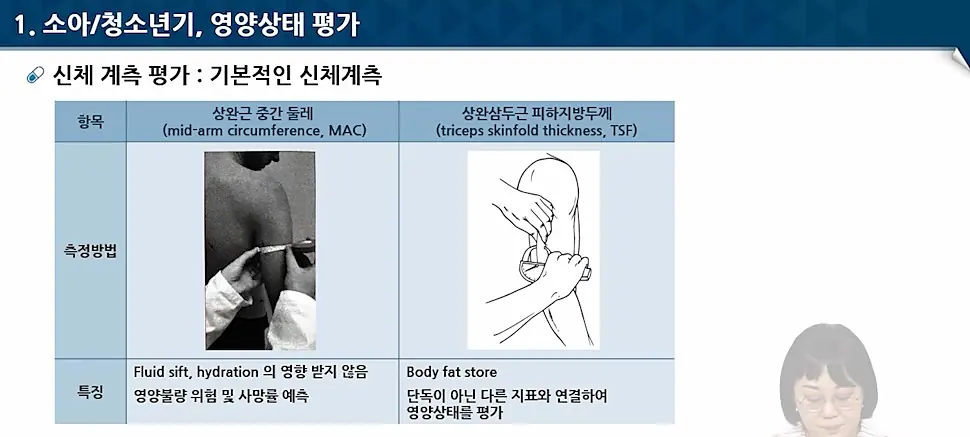 1. 소아/청소년기, 영양상태 평가
신체 계측 평가 : 기본적인 신체계측
항목
상완근 중간 둘레
(mid-arm circumference, MAC)
상완삼두근 피하지방두께
(triceps skinfold thickness, TSF)
측정방법
특징
Fluid sift, hydration 의 영향 받지 않음
영양불량 위험 및 사망률 예측
Body fat store
단독이 아닌 다른 지표와 연결하여
영양상태를 평가